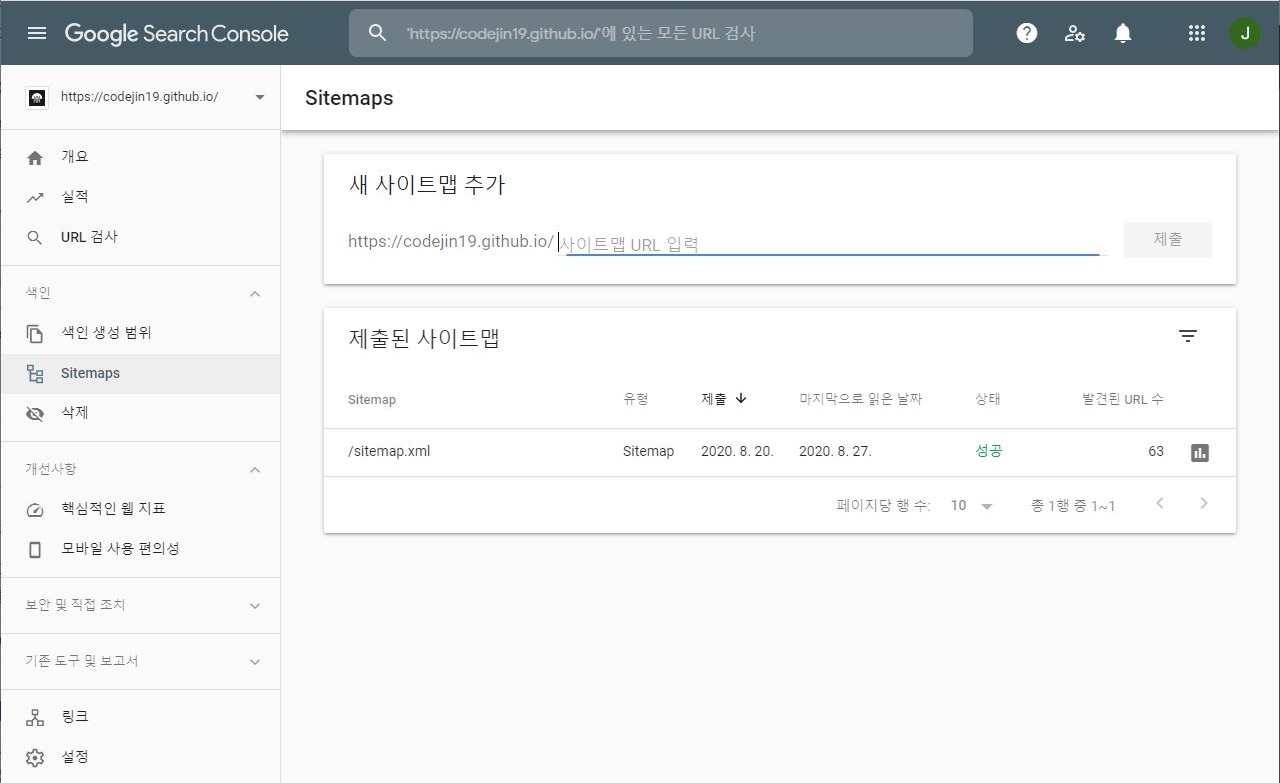 Google Search Console
'https://codejin19.github.io/'에 있는 모든 URL 검사
J
https://codejin19.github.io/
Sitemaps
개요
실적
URL 검사
색인
색인 생성 범위
Sitemaps
삭제
개선사항
핵심적인 웹 지표
모바일 사용 편의성
보안 및 직접 조치
기존 도구 및 보고서
링크
설정
새 사이트맵 추가
https://codejin19.github.io/ 사이트맵 URL 입력 제출
제출된 사이트맵
Sitemap 유형 제출 마지막으로 읽은 날짜 상태 발견된 URL 수
/sitemap.xml Sitemap 2020. 8. 20. 2020. 8. 27. 성공 63
페이지당 행 수: 10 총 1행 중 1~1